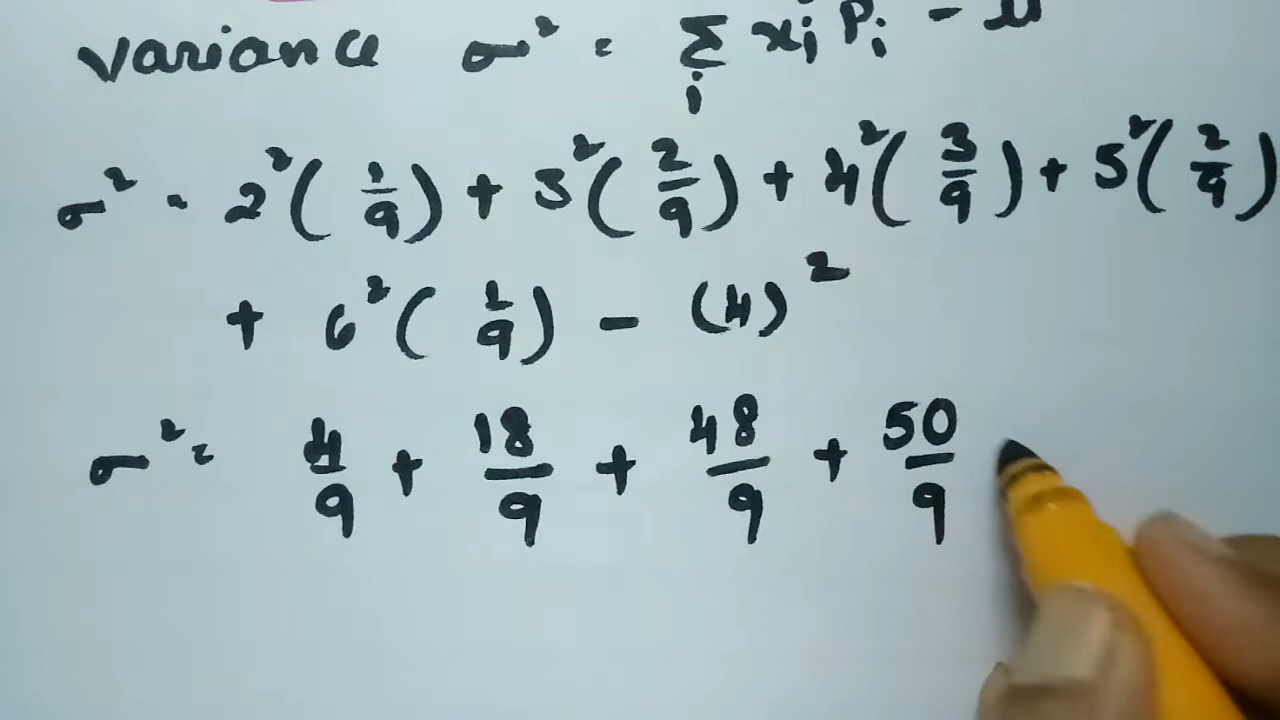 variance σ² = Σ xᵢ pᵢ - μ
i
σ² = 2² ( 1/9 ) + 3² ( 2/9 ) + 4² ( 3/9 ) + 5² ( 2/9 )
+ 6² ( 1/9 ) - (4)²
σ² = 4/9 + 18/9 + 48/9 + 50/9